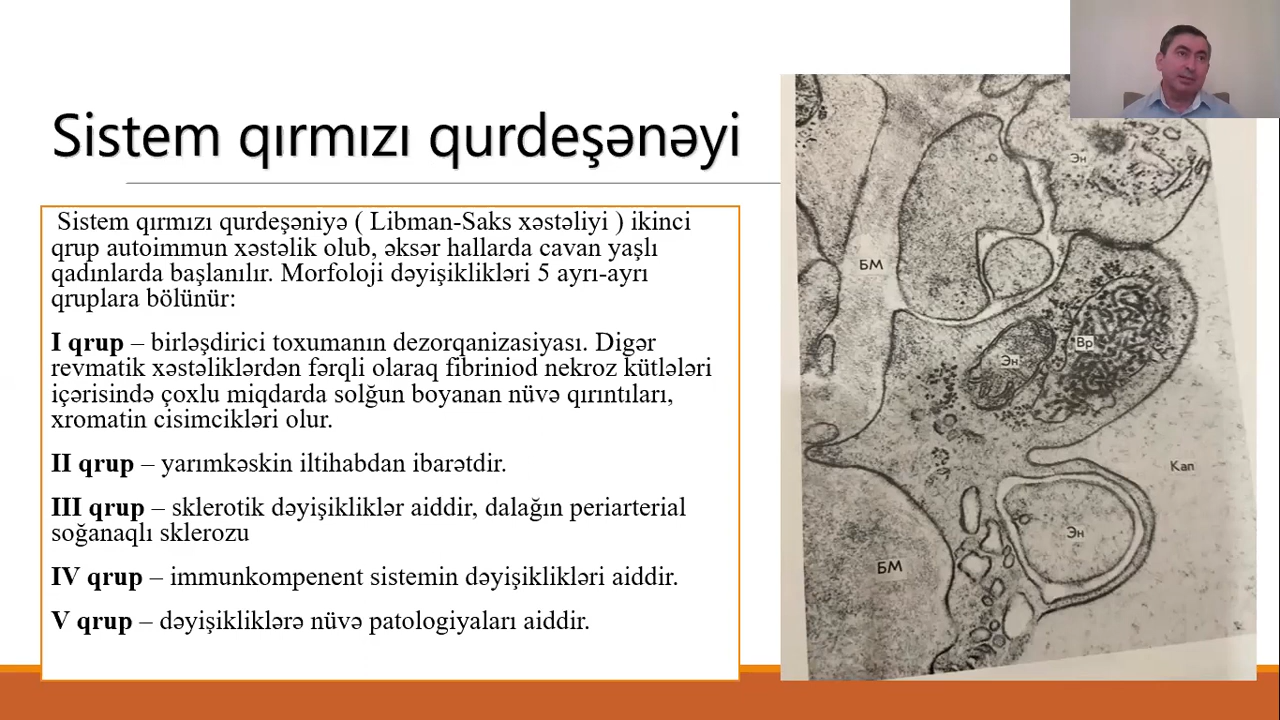 Sistem qırmızı qurdeşənəyi
Sistem qırmızı qurdeşəniyə ( Libman-Saks xəstəliyi ) ikinci
qrup autoimmun xəstəlik olub, əksər hallarda cavan yaşlı
qadınlarda başlanılır. Morfoloji dəyişiklikləri 5 ayrı-ayrı
qruplara bölünür:
I qrup – birləşdirici toxumanın dezorqanizasiyası. Digər
revmatik xəstəliklərdən fərqli olaraq fibriniod nekroz kütlələri
içərisində çoxlu miqdarda solğun boyanan nüvə qırıntıları,
xromatin cisimcikləri olur.
II qrup – yarımkəskin iltihabdan ibarətdir.
III qrup – sklerotik dəyişikliklər aiddir, dalağın periarterial
soğanaqlı sklerozu
IV qrup – immunkompenent sistemin dəyişiklikləri aiddir.
V qrup – dəyişikliklərə nüvə patologiyaları aiddir.
Эн
БМ
Вр
Эн
Кап
Эн
БМ